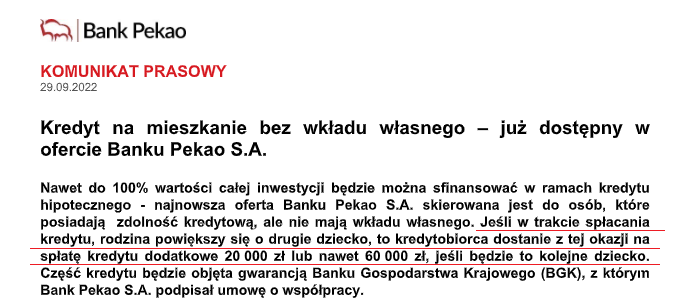 Bank Pekao
KOMUNIKAT PRASOWY
29.09.2022
Kredyt na mieszkanie bez wkładu własnego – już dostępny w
ofercie Banku Pekao S.A.
Nawet do 100% wartości całej inwestycji będzie można sfinansować w ramach kredytu
hipotecznego - najnowsza oferta Banku Pekao S.A. skierowana jest do osób, które
posiadają zdolność kredytową, ale nie mają wkładu własnego. Jeśli w trakcie spłacania
kredytu, rodzina powiększy się o drugie dziecko, to kredytobiorca dostanie z tej okazji na
spłatę kredytu dodatkowe 20 000 zł lub nawet 60 000 zł, jeśli będzie to kolejne dziecko.
Część kredytu będzie objęta gwarancją Banku Gospodarstwa Krajowego (BGK), z którym
Bank Pekao S.A. podpisał umowę o współpracy.